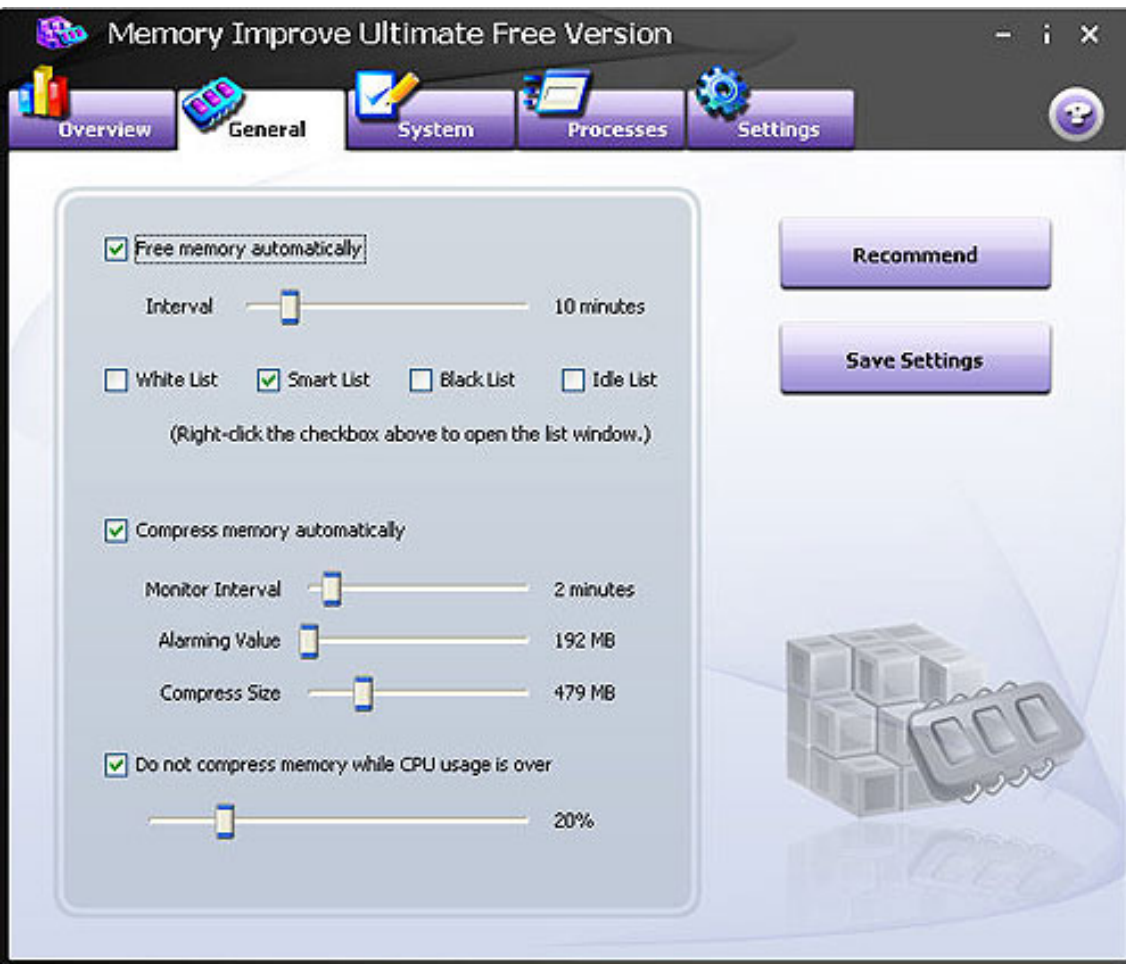 Memory Improve Ultimate Free Version
Overview
General
System
Processes
Settings
Free memory automatically
Interval 10 minutes
White List Smart List Black List Idle List
(Right-click the checkbox above to open the list window.)
Compress memory automatically
Monitor Interval 2 minutes
Alarming Value 192 MB
Compress Size 479 MB
Do not compress memory while CPU usage is over
20%
Recommend
Save Settings